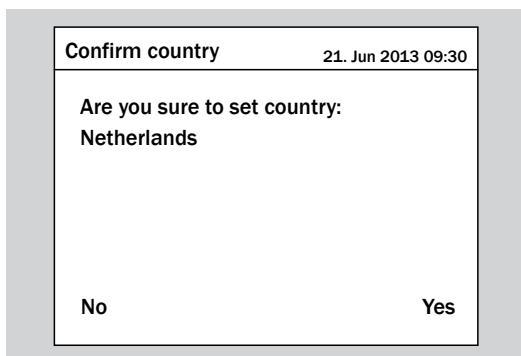 Confirm country 21. Jun 2013 09:30
Are you sure to set country:
Netherlands
No Yes